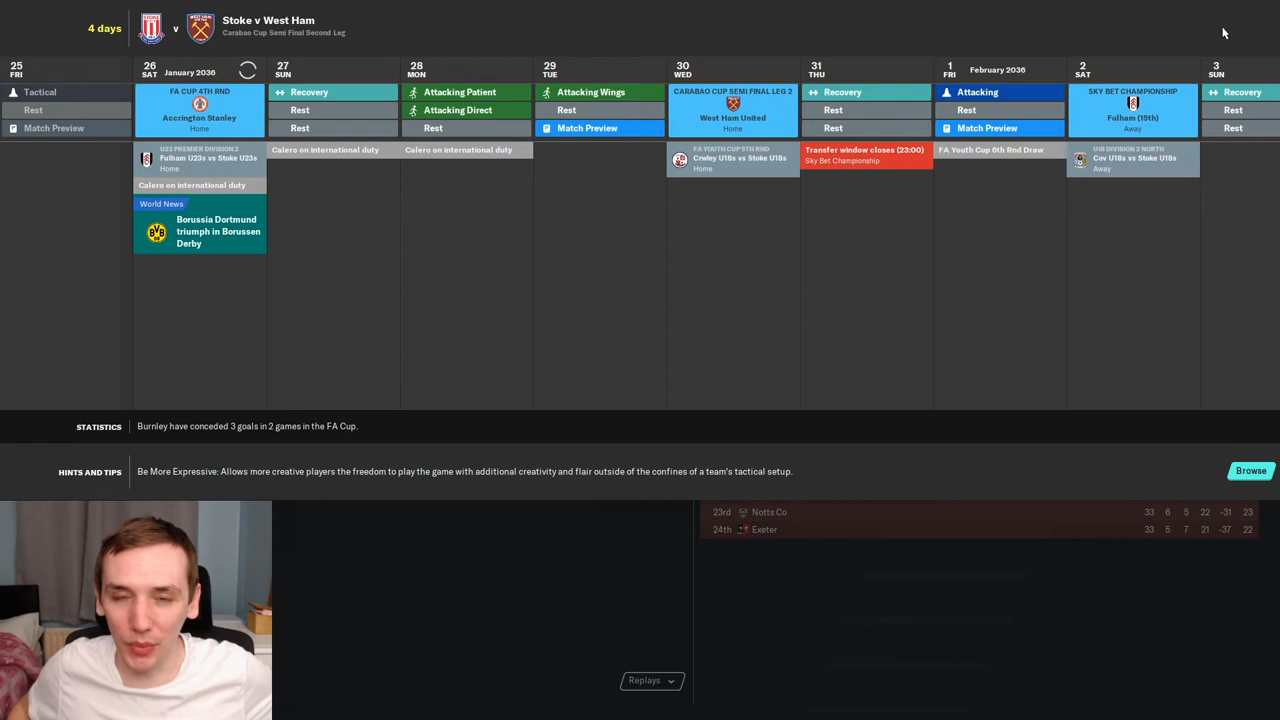 4 days
v
Stoke v West Ham
Carabao Cup Semi Final Second Leg
25
FRI
Tactical
Rest
Match Preview
26
SAT January 2036
FA CUP 4TH RND
Accrington Stanley
Home
U23 PREMIER DIVISION 2
Fulham U23s vs Stoke U23s
Home
Calero on international duty
World News
Borussia Dortmund
triumph in Borussen
Derby
27
SUN
Recovery
Rest
Rest
Calero on international duty
28
MON
Attacking Patient
Attacking Direct
Rest
Calero on international duty
29
TUE
Attacking Wings
Rest
Match Preview
30
WED
CARABAO CUP SEMI FINAL LEG 2
West Ham United
Home
FA YOUTH CUP 5TH RND
Crwley U18s vs Stoke U18s
Home
31
THU
Recovery
Rest
Rest
Transfer window closes (23:00)
Sky Bet Championship
1
FRI February 2036
Attacking
Rest
Match Preview
FA Youth Cup 6th Rnd Draw
2
SAT
SKY BET CHAMPIONSHIP
Fulham (15th)
Away
U18 DIVISION 2 NORTH
Cov U18s vs Stoke U18s
Away
3
SUN
Recovery
Rest
Rest
STATISTICS Burnley have conceded 3 goals in 2 games in the FA Cup.
HINTS AND TIPS Be More Expressive: Allows more creative players the freedom to play the game with additional creativity and flair outside of the confines of a team's tactical setup.
Browse
23rd Notts Co 33 6 5 22 -31 23
24th Exeter 33 5 7 21 -37 22
Replays